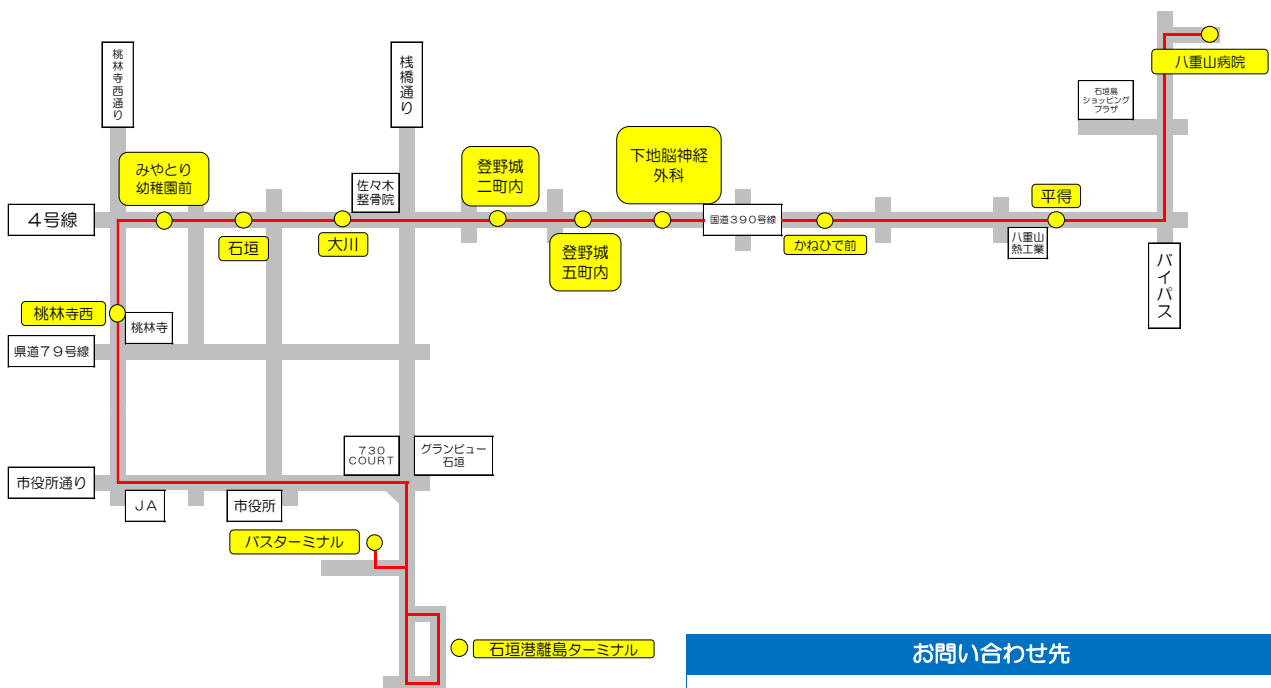 八重山病院
桃林寺西通り
桟橋通り
石垣島
ショッピング
プラザ
みやとり
幼稚園前
登野城
二町内
下地脳神経
外科
佐々木
整骨院
平得
4号線
石垣
大川
国道390号線
かねひで前
八重山
熱工業
登野城
五町内
バイパス
桃林寺西
桃林寺
県道79号線
730
COURT
グランビュー
石垣
市役所通り
JA
市役所
バスターミナル
石垣港離島ターミナル
お問い合わせ先